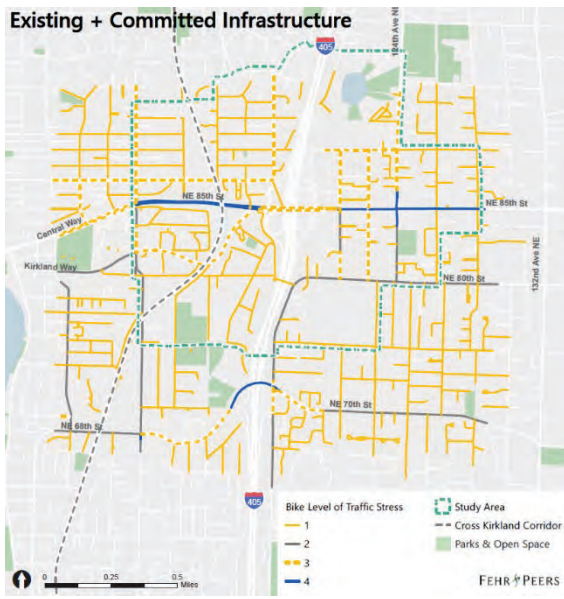 Existing + Committed Infrastructure
405
124th Ave NE
NE 85th St
NE 85th St
Central Way
Kirkland Way
NE 80th St
132nd Ave NE
NE 70th St
NE 68th St
405
Bike Level of Traffic Stress
1
2
3
4
Study Area
Cross Kirkland Corridor
Parks & Open Space
0 0.25 0.5
Miles
FEHR & PEERS